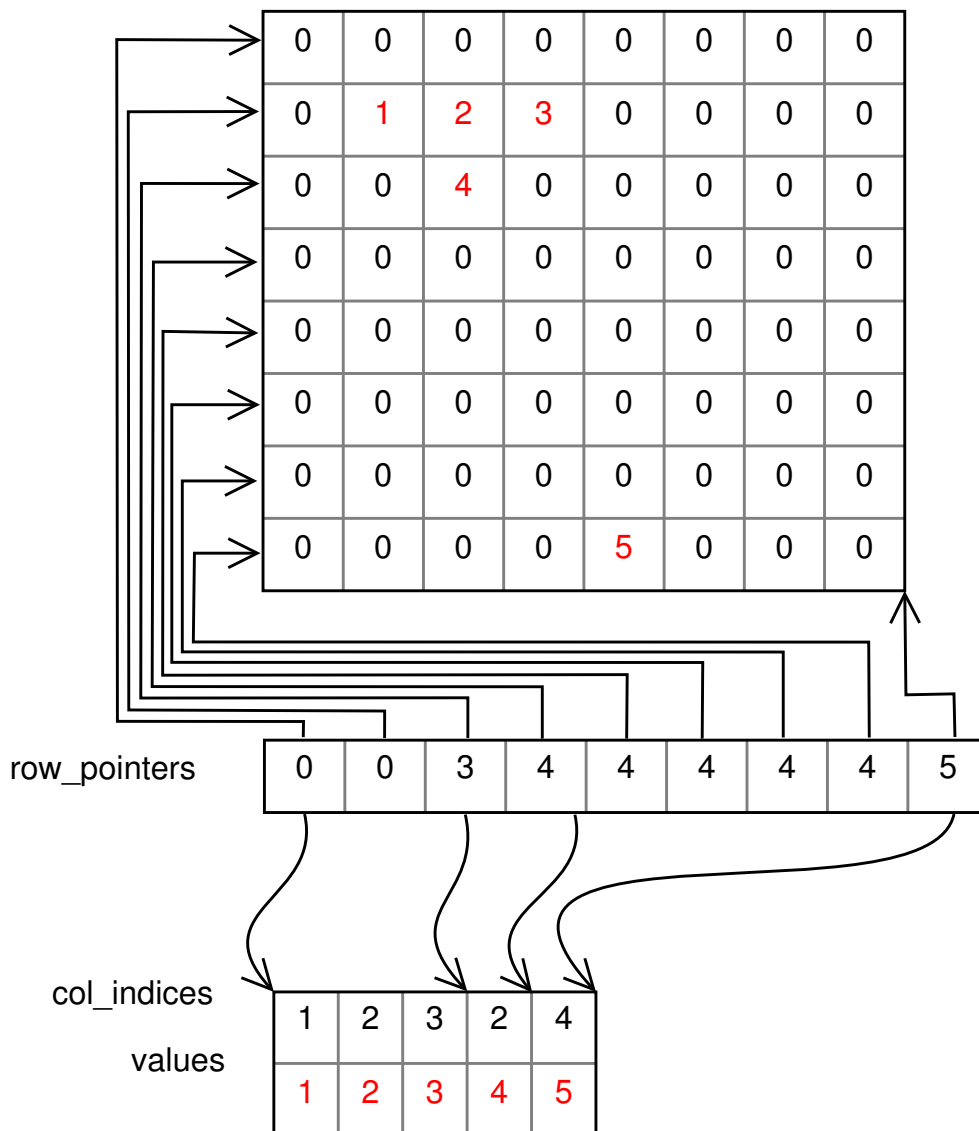 0 0 0 0 0 0 0 0
0 1 2 3 0 0 0 0
0 0 4 0 0 0 0 0
0 0 0 0 0 0 0 0
0 0 0 0 0 0 0 0
0 0 0 0 0 0 0 0
0 0 0 0 0 0 0 0
0 0 0 0 5 0 0 0
row_pointers 0 0 3 4 4 4 4 4 5
col_indices 1 2 3 2 4
values 1 2 3 4 5